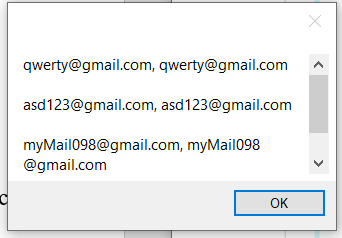 qwerty@gmail.com, qwerty@gmail.com
asd123@gmail.com, asd123@gmail.com
myMail098@gmail.com, myMail098
@gmail.com
c
OK